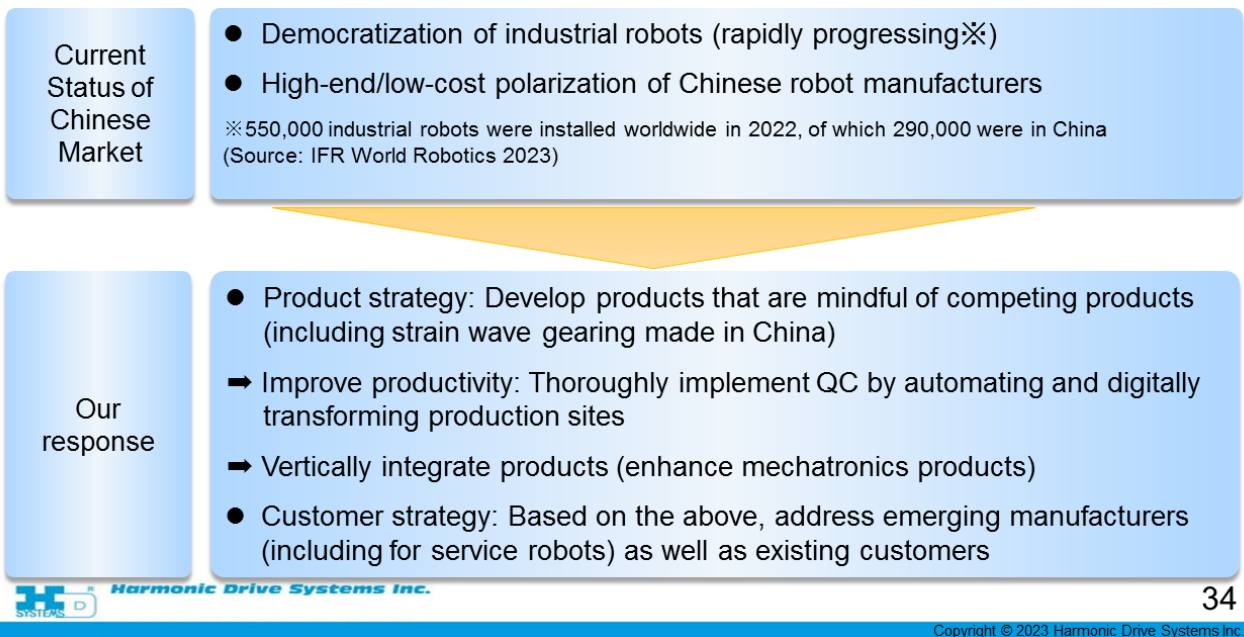 Current
Status of
Chinese
Market
● Democratization of industrial robots (rapidly progressing※)
● High-end/low-cost polarization of Chinese robot manufacturers
※550,000 industrial robots were installed worldwide in 2022, of which 290,000 were in China
(Source: IFR World Robotics 2023)
Our
response
● Product strategy: Develop products that are mindful of competing products
(including strain wave gearing made in China)
➡ Improve productivity: Thoroughly implement QC by automating and digitally
transforming production sites
➡ Vertically integrate products (enhance mechatronics products)
● Customer strategy: Based on the above, address emerging manufacturers
(including for service robots) as well as existing customers
H D SYSTEMS ®
Harmonic Drive Systems Inc.
34
Copyright © 2023 Harmonic Drive Systems Inc.